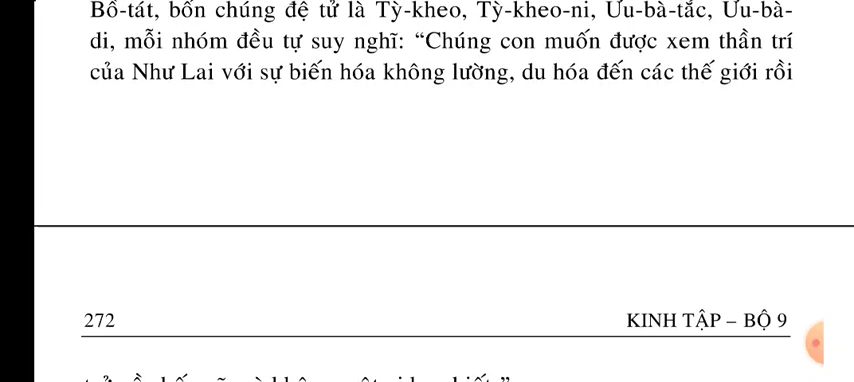 Bồ-tát, bốn chúng đệ tử là Tỳ-kheo, Tỳ-kheo-ni, Ưu-bà-tắc, Ưu-bà-
di, mỗi nhóm đều tự suy nghĩ: “Chúng con muốn được xem thần trí
của Như Lai với sự biến hóa không lường, du hóa đến các thế giới rồi
272
KINH TẬP – BỘ 9